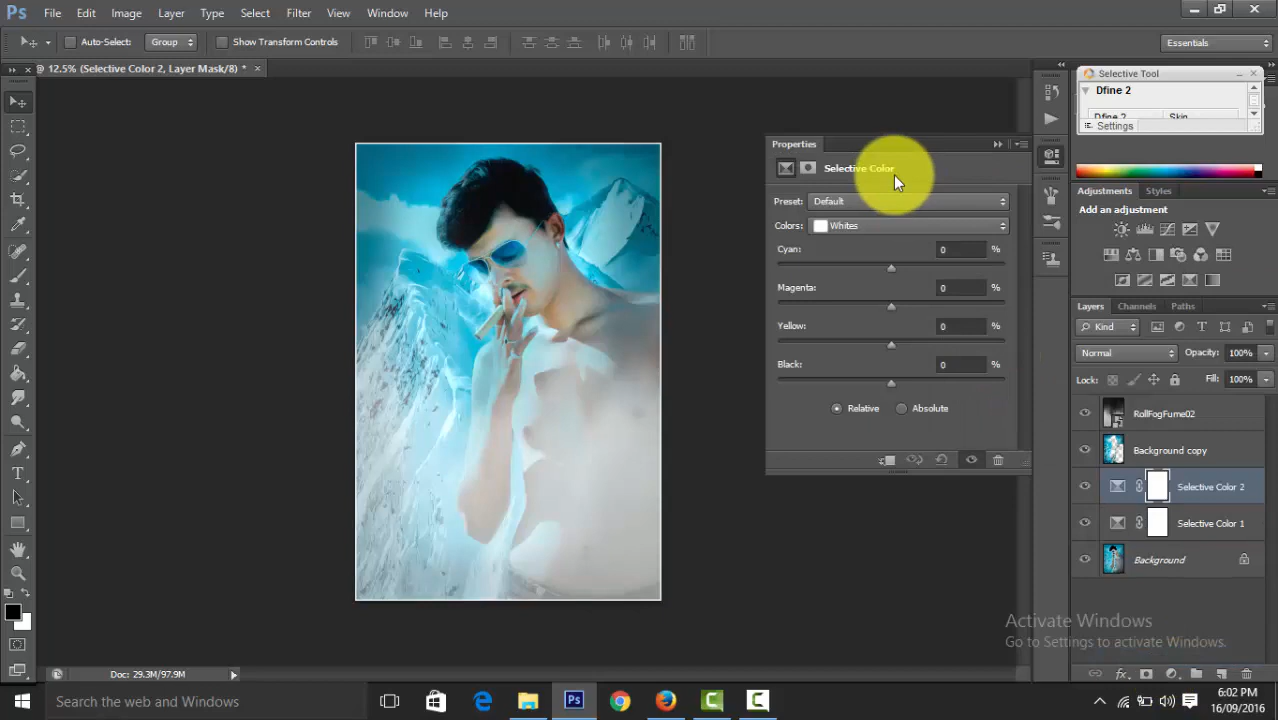 Ps File Edit Image Layer Type Select Filter View Window Help
Auto-Select: Group Show Transform Controls Essentials
@ 12.5% (Selective Color 2, Layer Mask/8) * ×
Selective Tool
Dfine 2
Dfine 2 Skin
Settings
Properties
Selective Color
Preset: Default
Colors: Whites
Cyan: 0 %
Magenta: 0 %
Yellow: 0 %
Black: 0 %
Relative Absolute
Adjustments Styles
Add an adjustment
Layers Channels Paths
Kind
Normal Opacity: 100%
Lock: Fill: 100%
RollFogFume02
Background copy
Selective Color 2
Selective Color 1
Background
Activate Windows
Go to Settings to activate Windows.
Doc: 29.3M/97.9M
Search the web and Windows
6:02 PM
16/09/2016